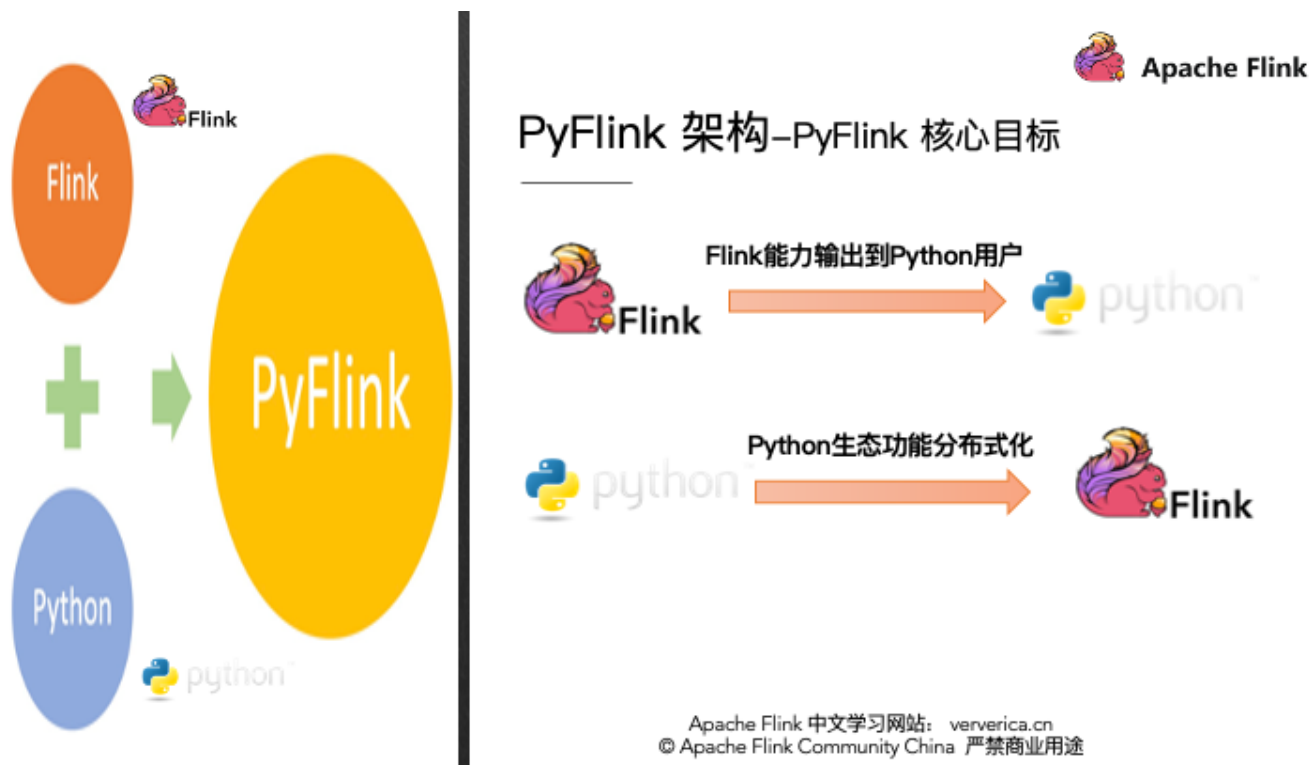 Flink
Flink
PyFlink
Python
python
Apache Flink
PyFlink 架构–PyFlink 核心目标
Flink能力输出到Python用户
Flink
python
Python生态功能分布式化
python
Flink
Apache Flink 中文学习网站： ververica.cn
© Apache Flink Community China 严禁商业用途